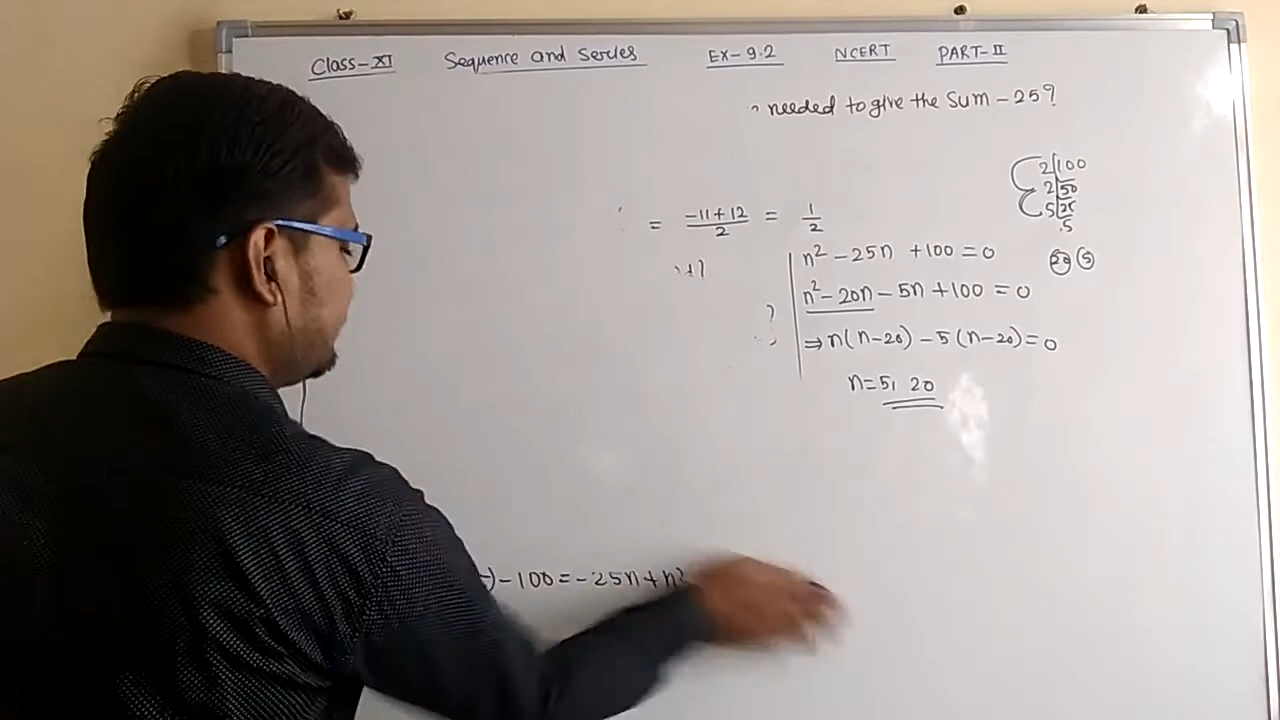 Class-XI Sequence and Series EX-9.2 NCERT PART-II
needed to give the Sum -25?
2|100
2|50
5|25
5
= -11+12/2 = 1/2
n² - 25n + 100 = 0
20 5
n² - 20n - 5n + 100 = 0
⇒ n(n-20) - 5(n-20) = 0
n=5, 20
-100 = -25n + n²